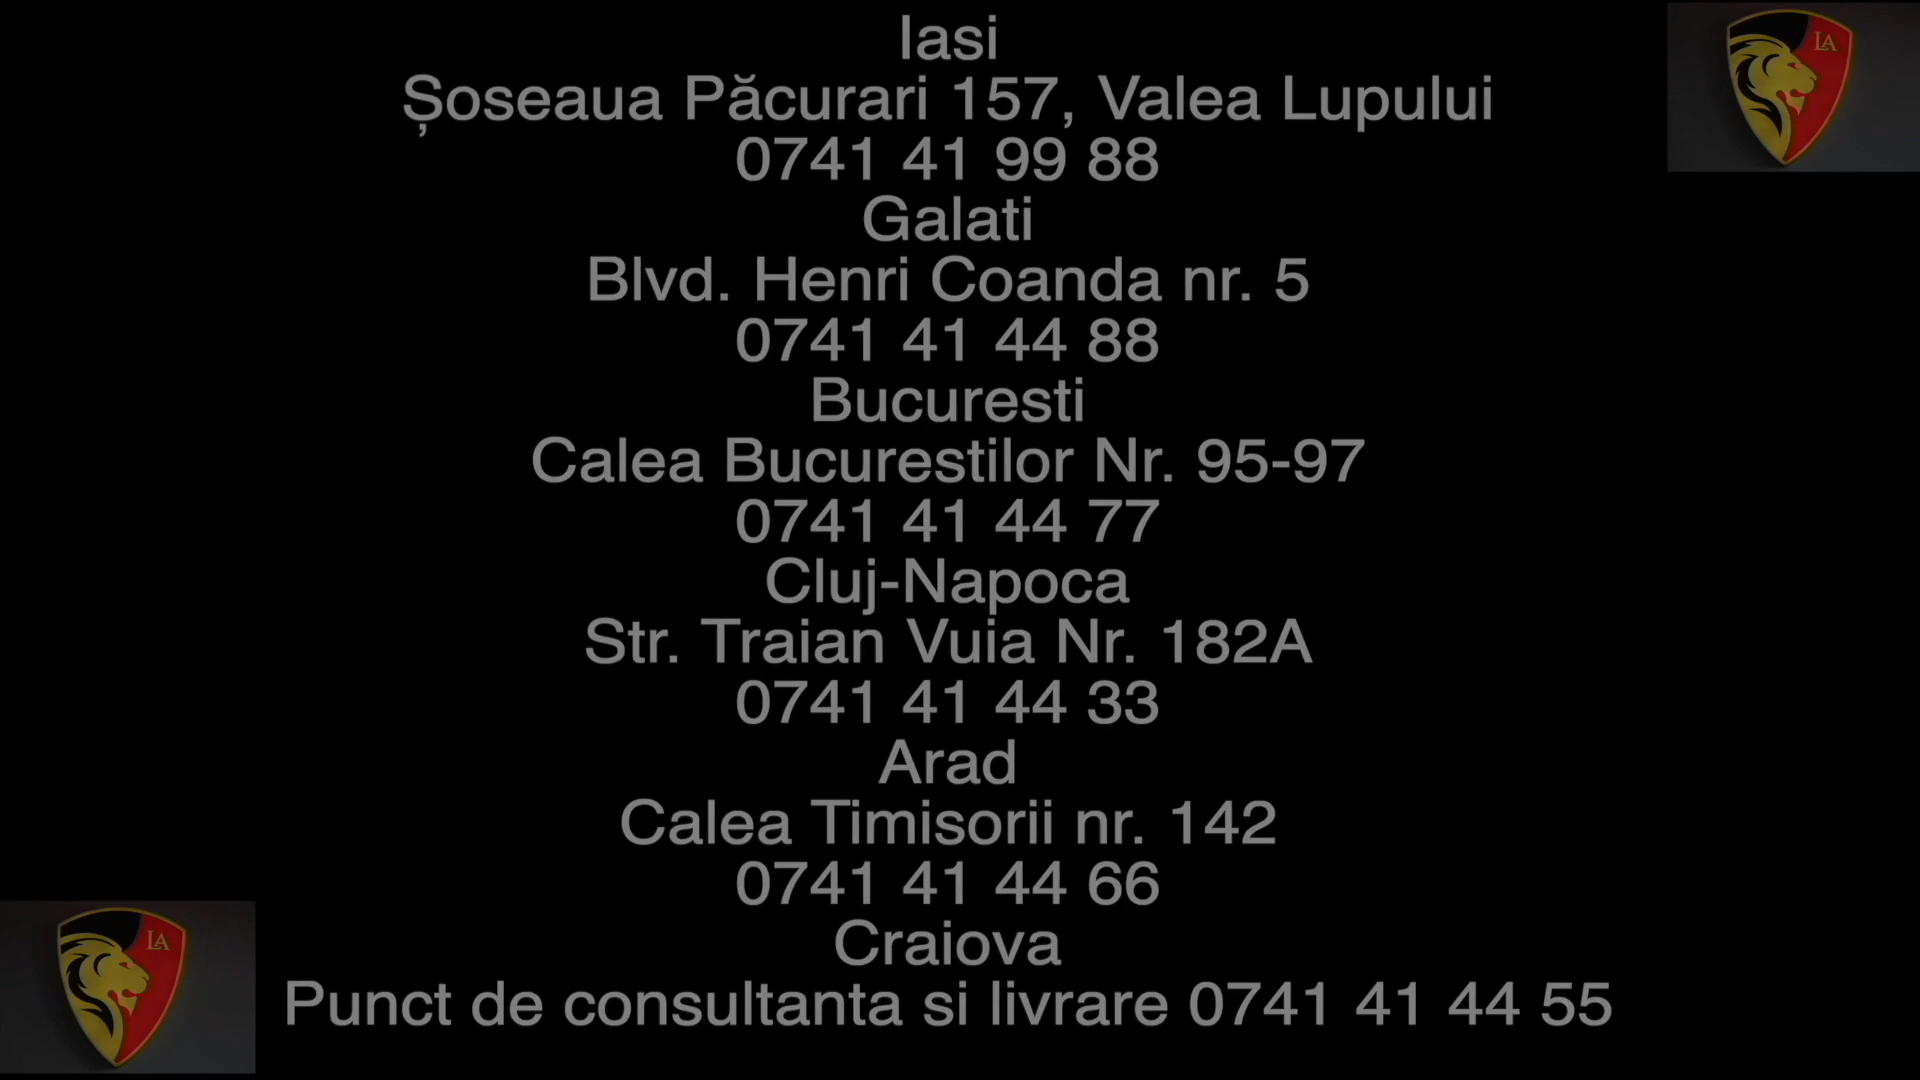 Iasi
Șoseaua Păcurari 157, Valea Lupului
0741 41 99 88
Galati
Blvd. Henri Coanda nr. 5
0741 41 44 88
Bucuresti
Calea Bucurestilor Nr. 95-97
0741 41 44 77
Cluj-Napoca
Str. Traian Vuia Nr. 182A
0741 41 44 33
Arad
Calea Timisorii nr. 142
0741 41 44 66
Craiova
Punct de consultanta si livrare 0741 41 44 55
LA
LA